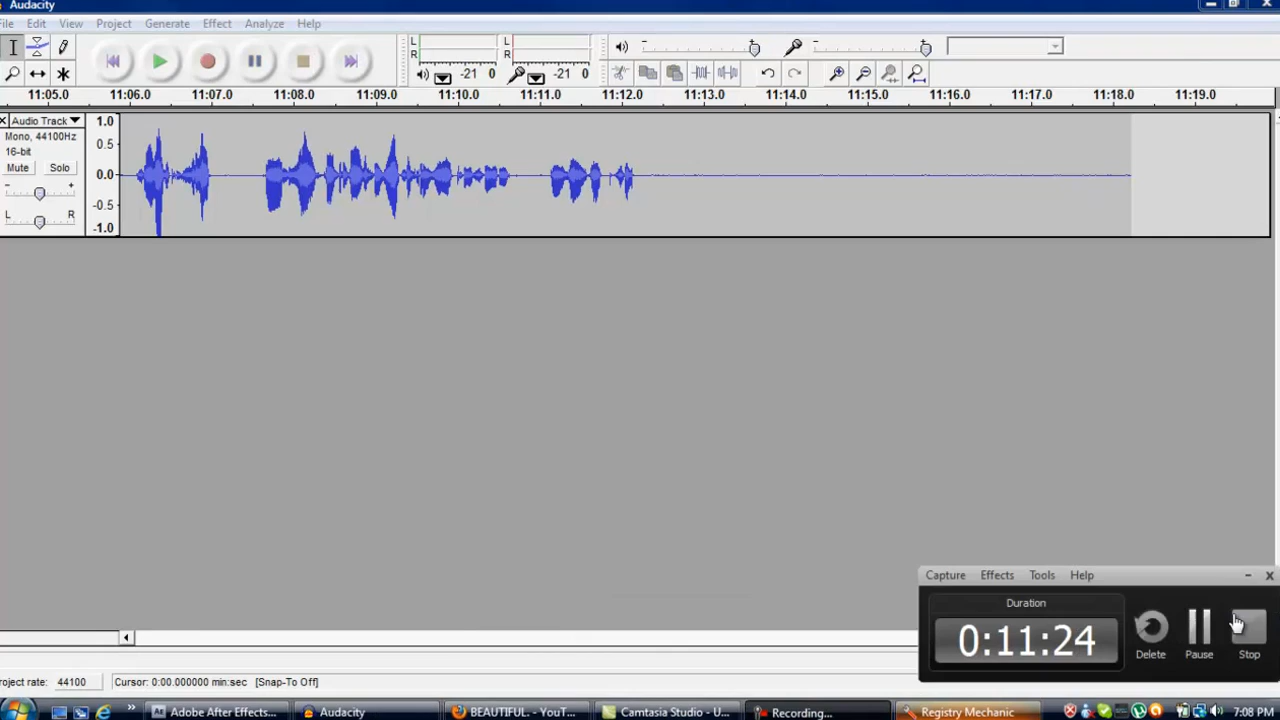 Audacity
File Edit View Project Generate Effect Analyze Help
L
R
L
R
-21 0
-21 0
11:05.0 11:06.0 11:07.0 11:08.0 11:09.0 11:10.0 11:11.0 11:12.0 11:13.0 11:14.0 11:15.0 11:16.0 11:17.0 11:18.0 11:19.0
Audio Track
Mono, 44100Hz
16-bit
Mute Solo
- +
L R
1.0
0.5
0.0
-0.5
-1.0
Capture Effects Tools Help
Duration
0:11:24
Delete Pause Stop
roject rate: 44100 Cursor: 0:00.000000 min:sec [Snap-To Off]
Adobe After Effects... Audacity BEAUTIFUL. - YouT... Camtasia Studio - U... Recording... Registry Mechanic 7:08 PM